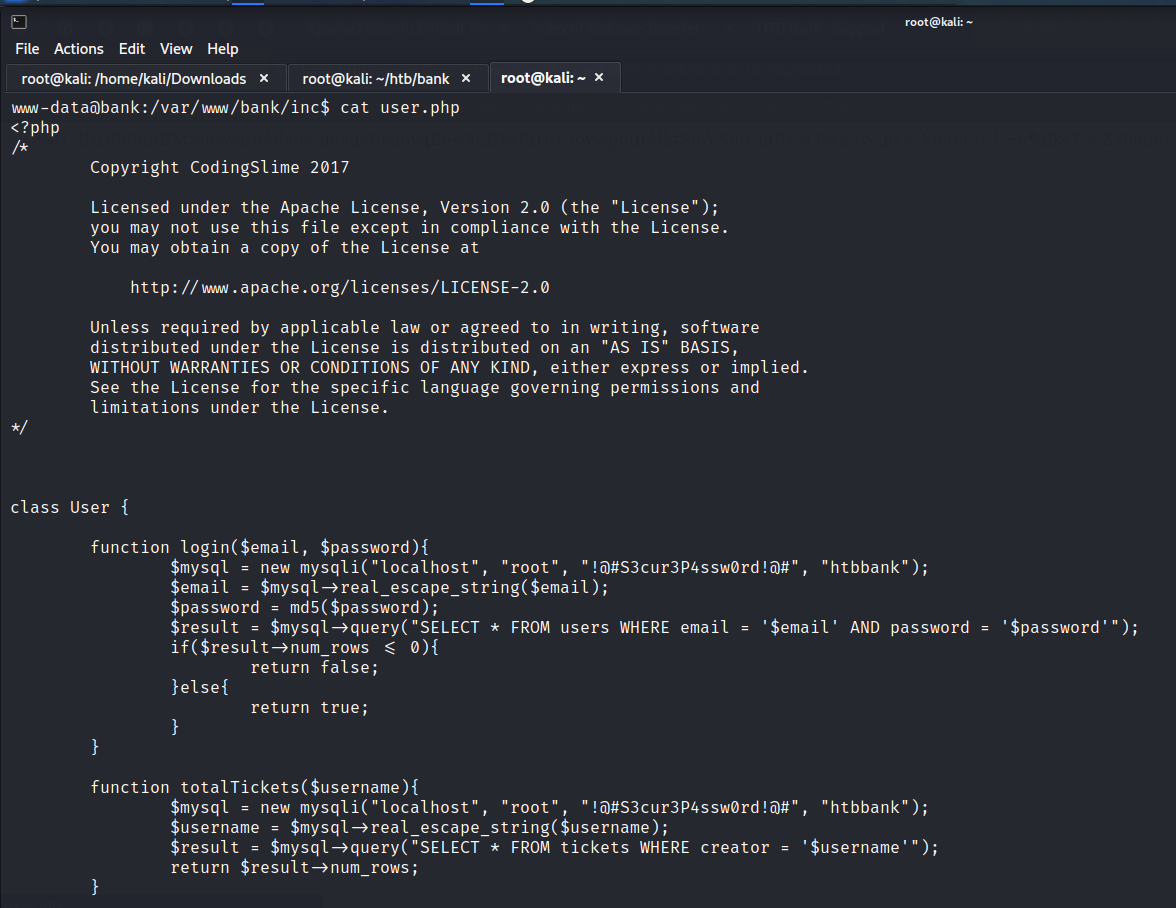 root@kali: ~
File Actions Edit View Help
root@kali: /home/kali/Downloads × root@kali: ~/htb/bank × root@kali: ~ ×
www-data@bank:/var/www/bank/inc$ cat user.php
<?php
/*
        Copyright CodingSlime 2017

        Licensed under the Apache License, Version 2.0 (the "License");
        you may not use this file except in compliance with the License.
        You may obtain a copy of the License at

            http://www.apache.org/licenses/LICENSE-2.0

        Unless required by applicable law or agreed to in writing, software
        distributed under the License is distributed on an "AS IS" BASIS,
        WITHOUT WARRANTIES OR CONDITIONS OF ANY KIND, either express or implied.
        See the License for the specific language governing permissions and
        limitations under the License.
*/

class User {

        function login($email, $password){
                $mysql = new mysqli("localhost", "root", "!@#S3cur3P4ssw0rd!@#", "htbbank");
                $email = $mysql->real_escape_string($email);
                $password = md5($password);
                $result = $mysql->query("SELECT * FROM users WHERE email = '$email' AND password = '$password'");
                if($result->num_rows <= 0){
                        return false;
                }else{
                        return true;
                }
        }

        function totalTickets($username){
                $mysql = new mysqli("localhost", "root", "!@#S3cur3P4ssw0rd!@#", "htbbank");
                $username = $mysql->real_escape_string($username);
                $result = $mysql->query("SELECT * FROM tickets WHERE creator = '$username'");
                return $result->num_rows;
        }